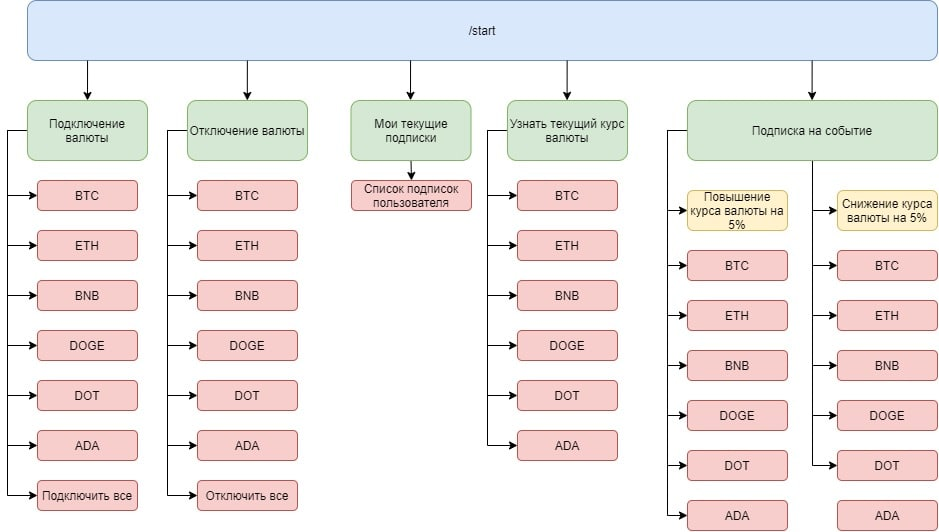 /start
Подключение
валюты
BTC
ETH
BNB
DOGE
DOT
ADA
Подключить все
Отключение валюты
BTC
ETH
BNB
DOGE
DOT
ADA
Отключить все
Мои текущие
подписки
Список подписок
пользователя
Узнать текущий курс
валюты
BTC
ETH
BNB
DOGE
DOT
ADA
Подписка на событие
Повышение
курса валюты на
5%
BTC
ETH
BNB
DOGE
DOT
ADA
Снижение курса
валюты на 5%
BTC
ETH
BNB
DOGE
DOT
ADA